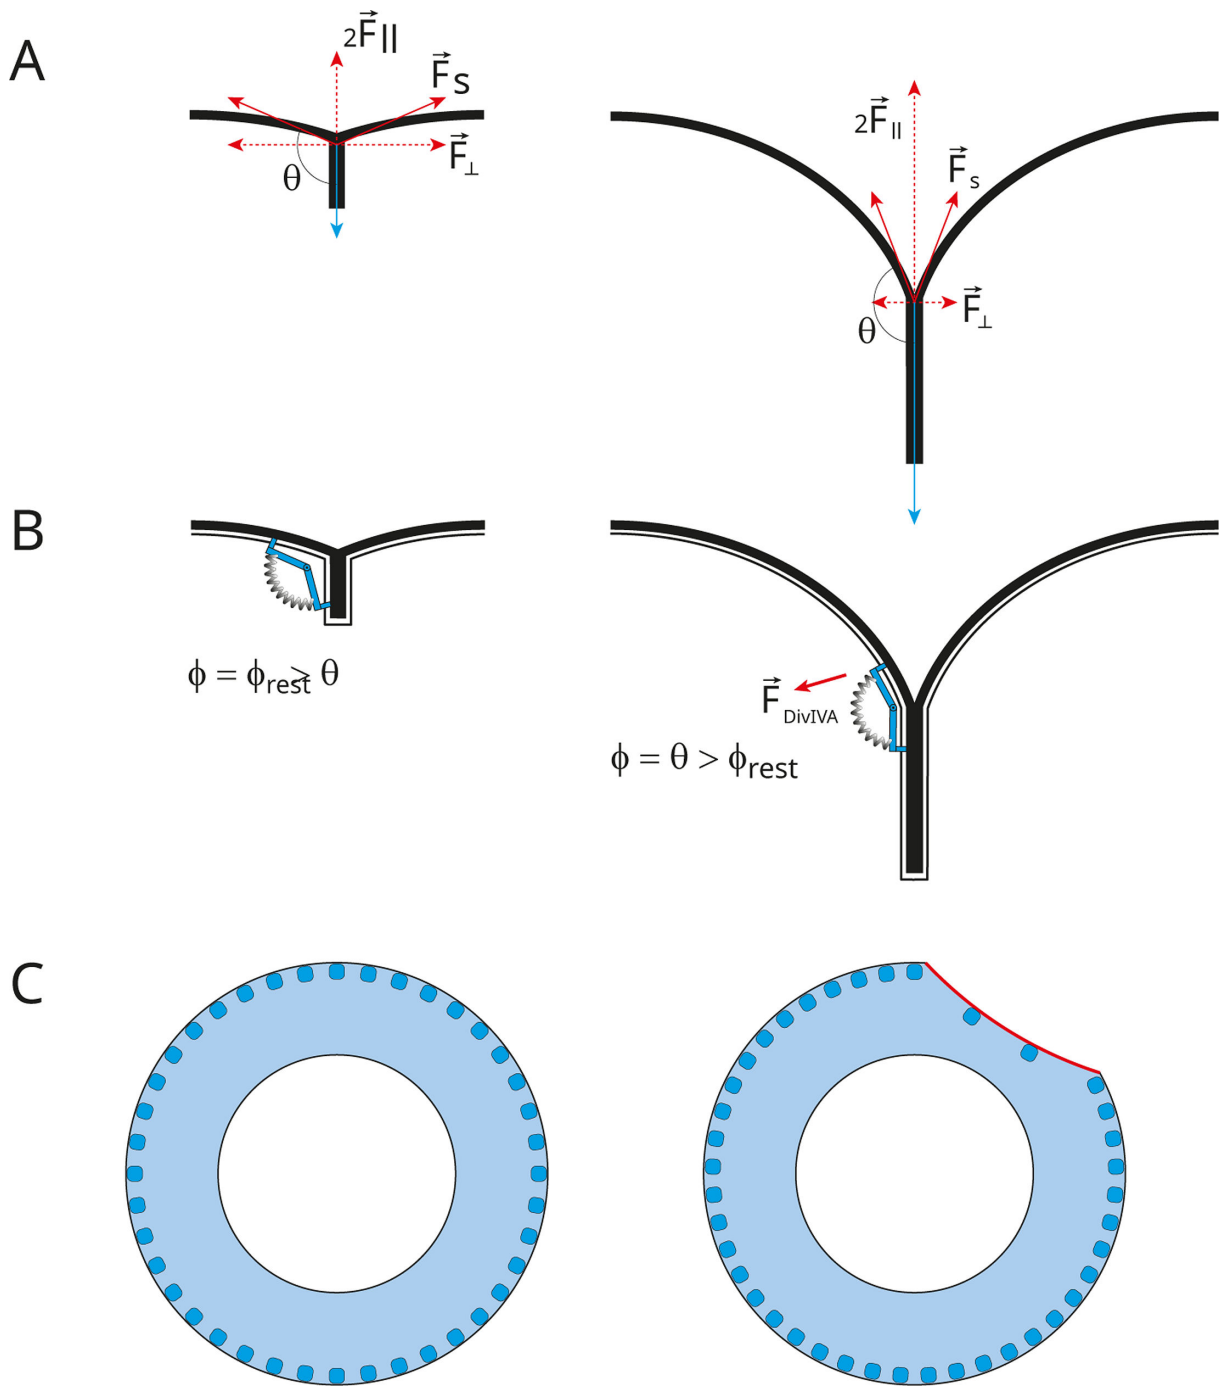 A
2F||
Fs
F⊥
θ
2F||
Fs
F⊥
θ
B
ϕ = ϕrest > θ
FDivIVA
ϕ = θ > ϕrest
C